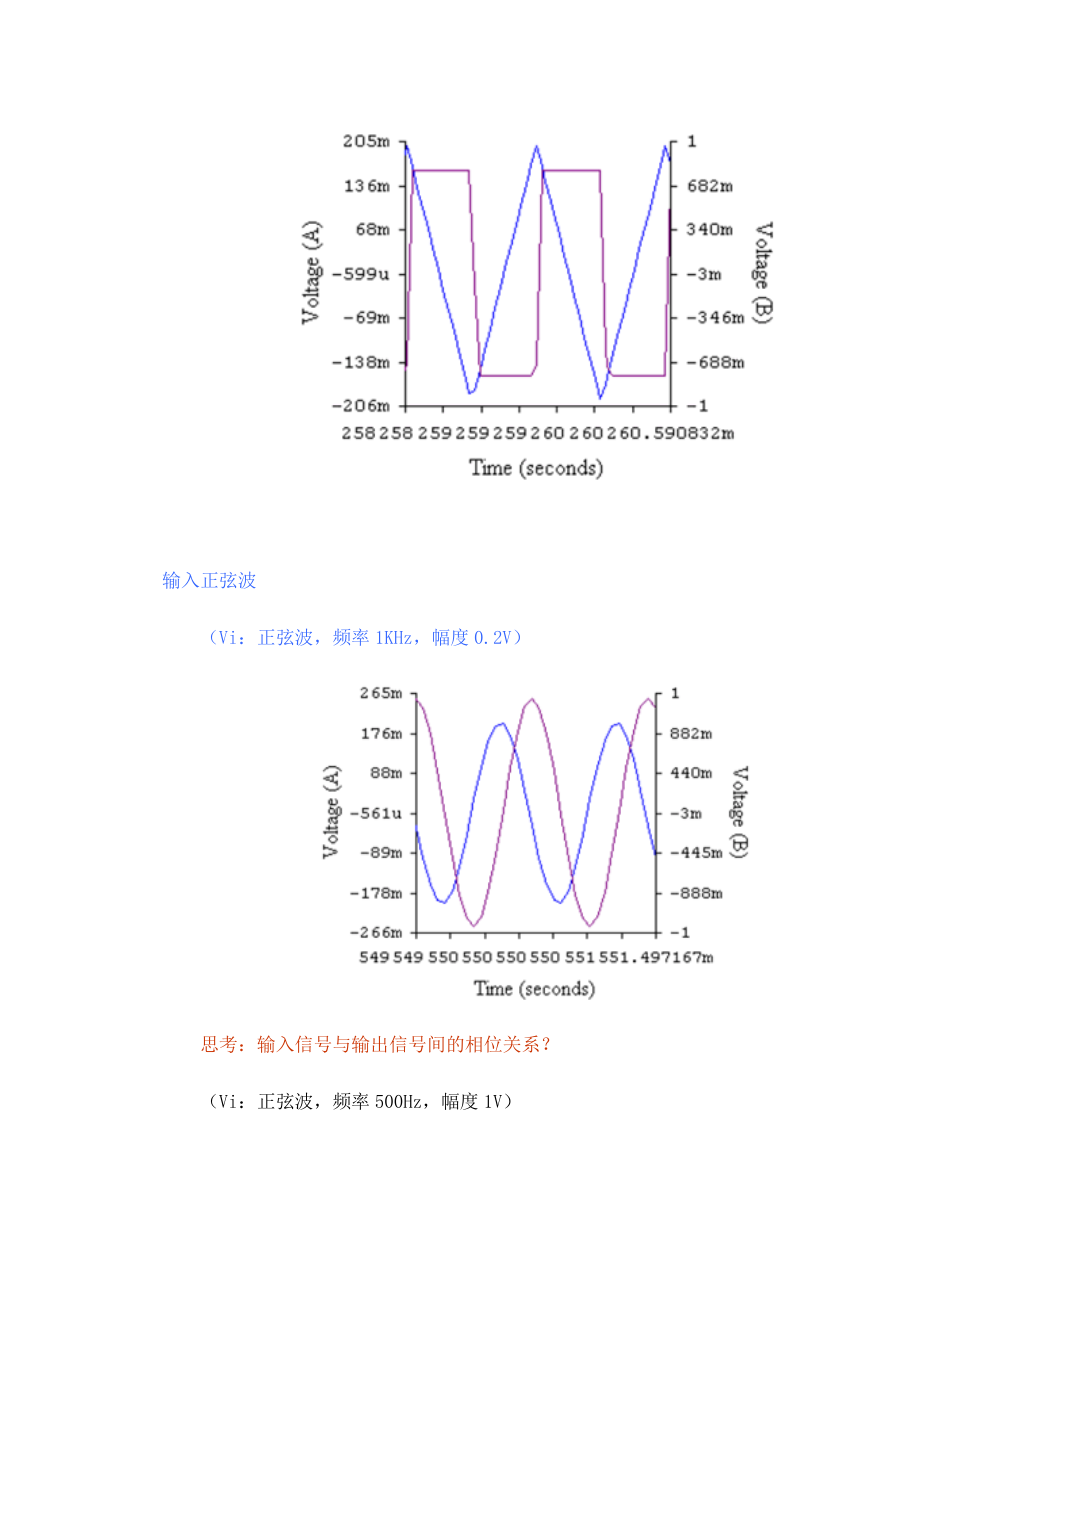 205m
136m
68m
-599u
-69m
-138m
-206m
Voltage (A)
1
682m
340m
-3m
-346m
-688m
-1
Voltage (B)
258 258 259 259 259 260 260 260.590832m
Time (seconds)
输入正弦波
（Vi：正弦波，频率 1KHz，幅度 0.2V）
265m
176m
88m
-561u
-89m
-178m
-266m
Voltage (A)
1
882m
440m
-3m
-445m
-888m
-1
Voltage (B)
549 549 550 550 550 550 551 551.497167m
Time (seconds)
思考：输入信号与输出信号间的相位关系？
（Vi：正弦波，频率 500Hz，幅度 1V）